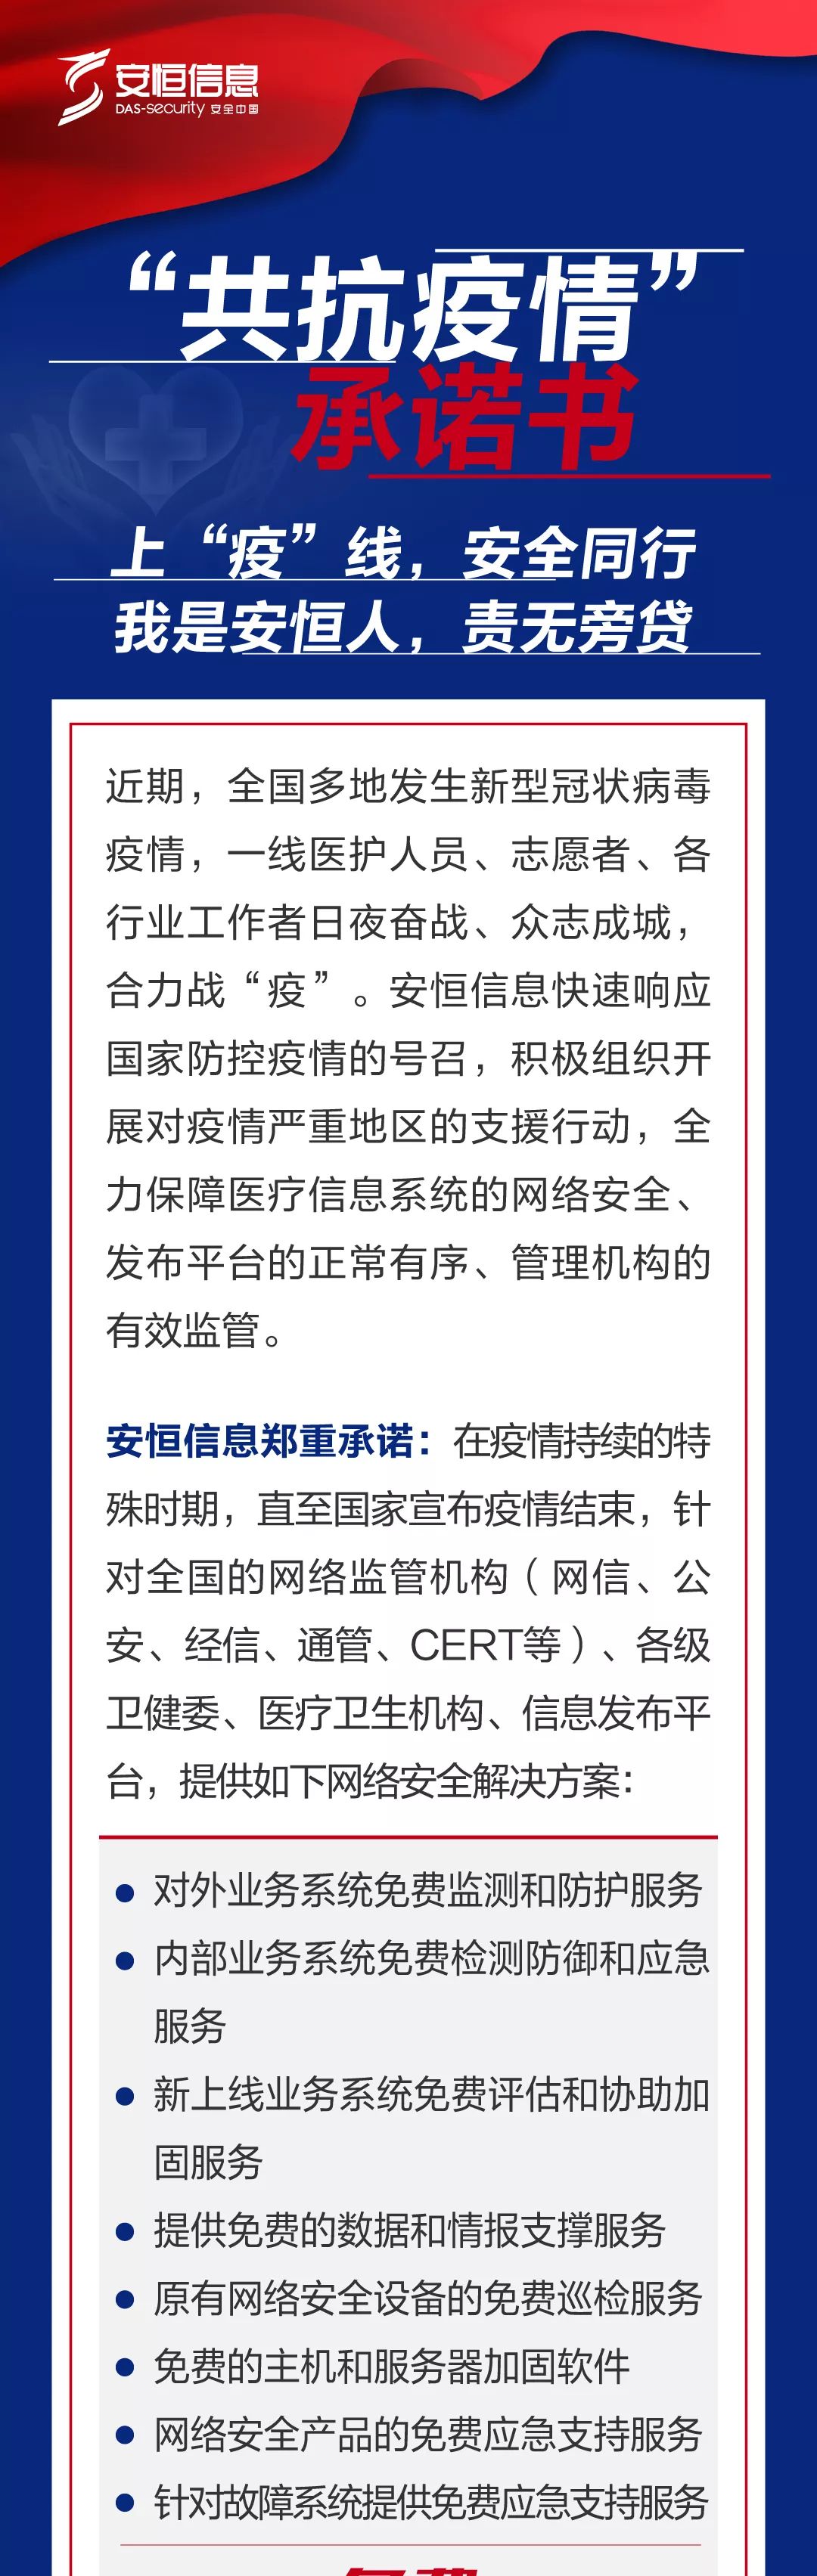 安恒信息
DAS-security 安全中国
“共抗疫情”
承诺书
上“疫”线，安全同行
我是安恒人，责无旁贷
近期，全国多地发生新型冠状病毒
疫情，一线医护人员、志愿者、各
行业工作者日夜奋战、众志成城，
合力战“疫”。安恒信息快速响应
国家防控疫情的号召，积极组织开
展对疫情严重地区的支援行动，全
力保障医疗信息系统的网络安全、
发布平台的正常有序、管理机构的
有效监管。
安恒信息郑重承诺：在疫情持续的特
殊时期，直至国家宣布疫情结束，针
对全国的网络监管机构（网信、公
安、经信、通管、CERT等）、各级
卫健委、医疗卫生机构、信息发布平
台，提供如下网络安全解决方案：
● 对外业务系统免费监测和防护服务
● 内部业务系统免费检测防御和应急
服务
● 新上线业务系统免费评估和协助加
固服务
● 提供免费的数据和情报支撑服务
● 原有网络安全设备的免费巡检服务
● 免费的主机和服务器加固软件
● 网络安全产品的免费应急支持服务
● 针对故障系统提供免费应急支持服务